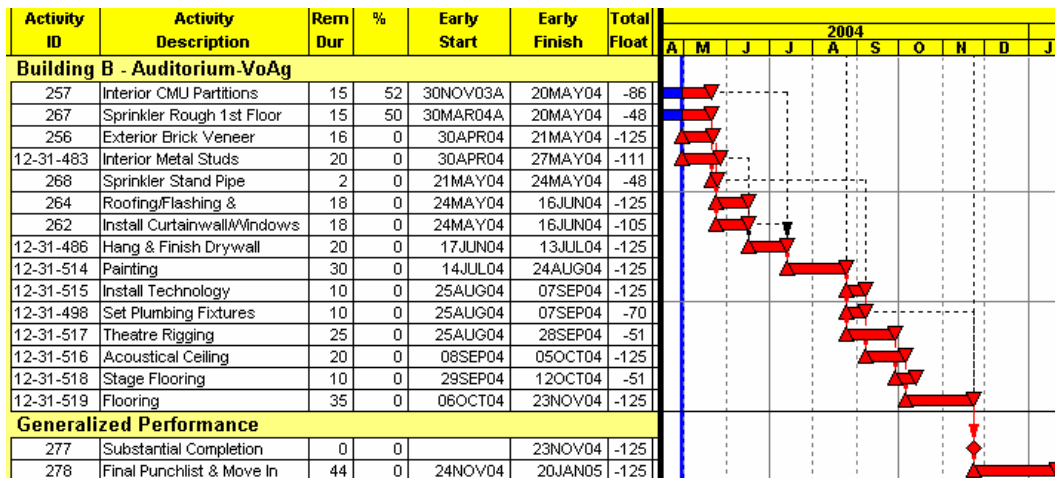 Activity ID Activity Description Rem Dur % Early Start Early Finish Total Float 2004
A M J J A S O N D J
Building B - Auditorium-VoAg
257 Interior CMU Partitions 15 52 30NOV03A 20MAY04 -86
267 Sprinkler Rough 1st Floor 15 50 30MAR04A 20MAY04 -48
256 Exterior Brick Veneer 16 0 30APR04 21MAY04 -125
12-31-483 Interior Metal Studs 20 0 30APR04 27MAY04 -111
268 Sprinkler Stand Pipe 2 0 21MAY04 24MAY04 -48
264 Roofing/Flashing & 18 0 24MAY04 16JUN04 -125
262 Install Curtainwall/Windows 18 0 24MAY04 16JUN04 -105
12-31-486 Hang & Finish Drywall 20 0 17JUN04 13JUL04 -125
12-31-514 Painting 30 0 14JUL04 24AUG04 -125
12-31-515 Install Technology 10 0 25AUG04 07SEP04 -125
12-31-498 Set Plumbing Fixtures 10 0 25AUG04 07SEP04 -70
12-31-517 Theatre Rigging 25 0 25AUG04 28SEP04 -51
12-31-516 Acoustical Ceiling 20 0 08SEP04 05OCT04 -125
12-31-518 Stage Flooring 10 0 29SEP04 12OCT04 -51
12-31-519 Flooring 35 0 06OCT04 23NOV04 -125
Generalized Performance
277 Substantial Completion 0 0 23NOV04 -125
278 Final Punchlist & Move In 44 0 24NOV04 20JAN05 -125